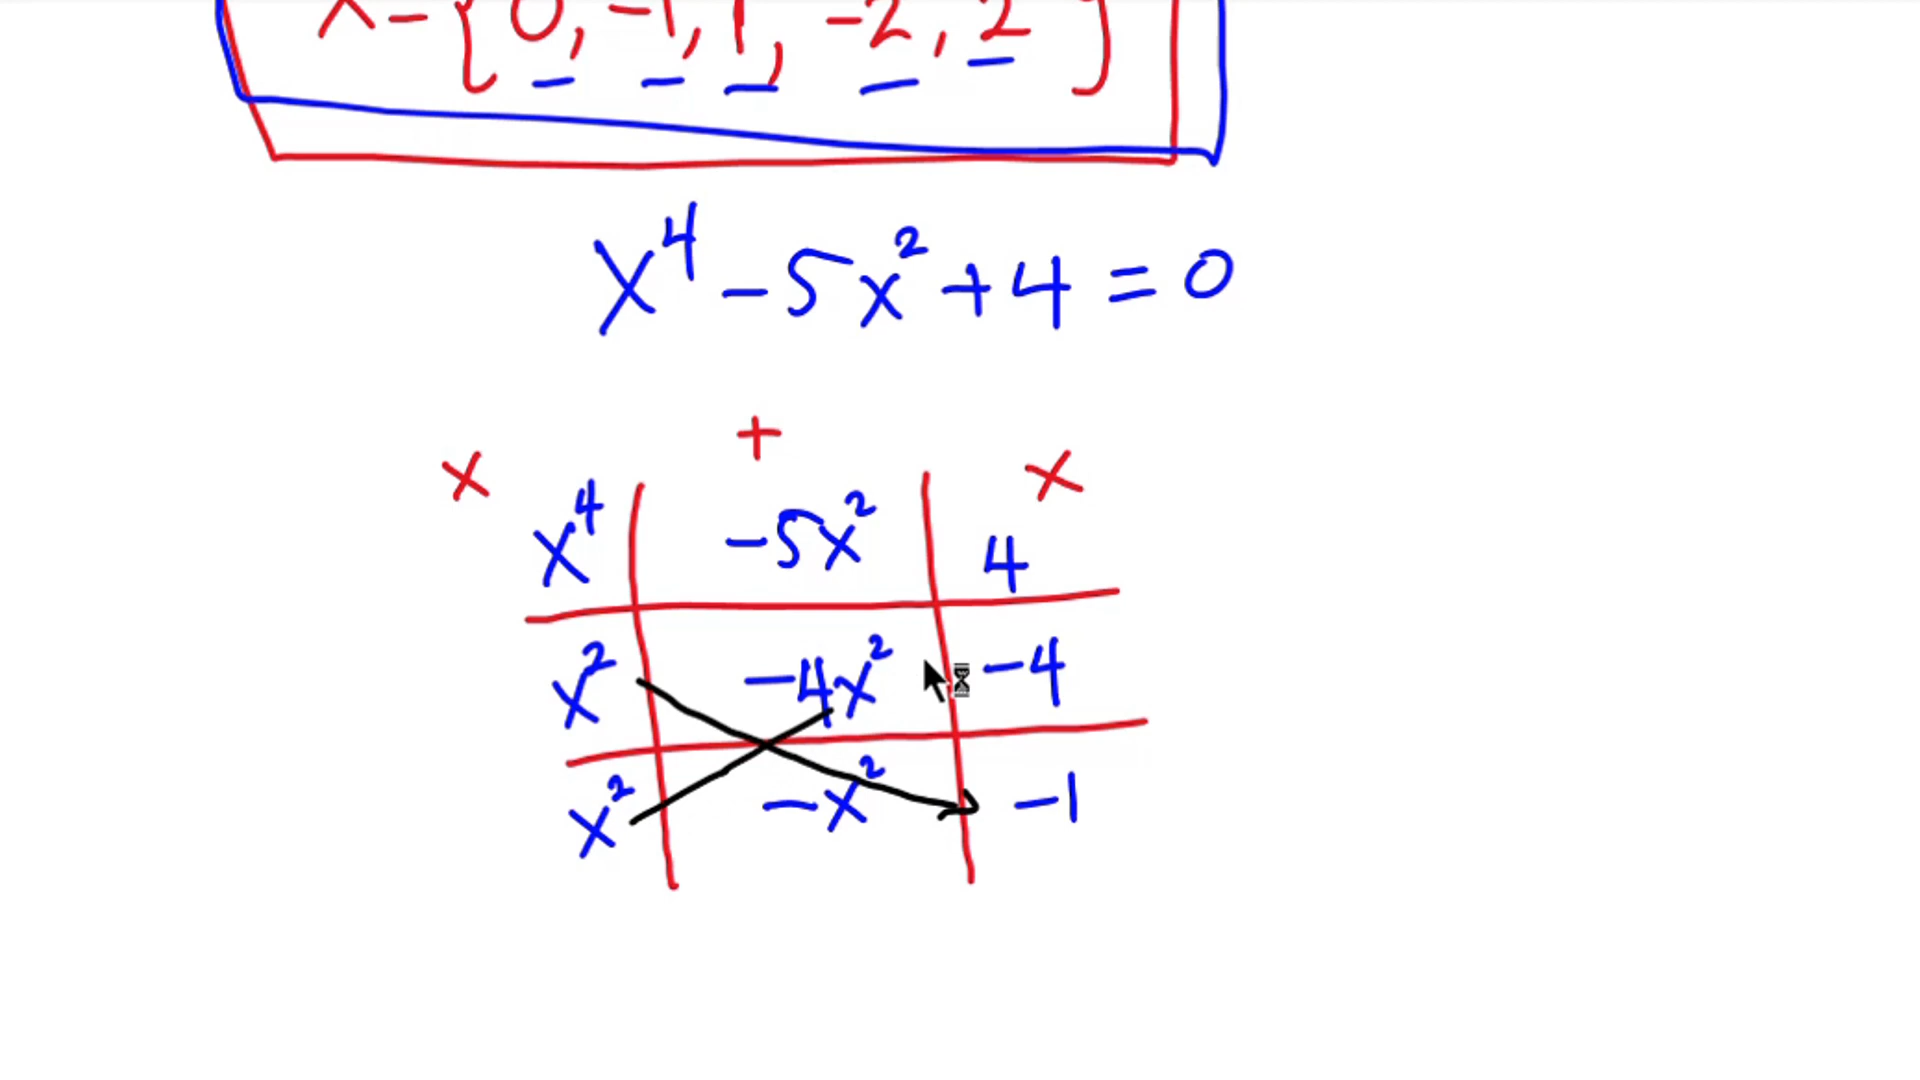 x = { 0, -1, 1, -2, 2 }
x⁴ - 5x² + 4 = 0
x + x
x⁴ -5x² 4
x² -4x² -4
x² -x² -1